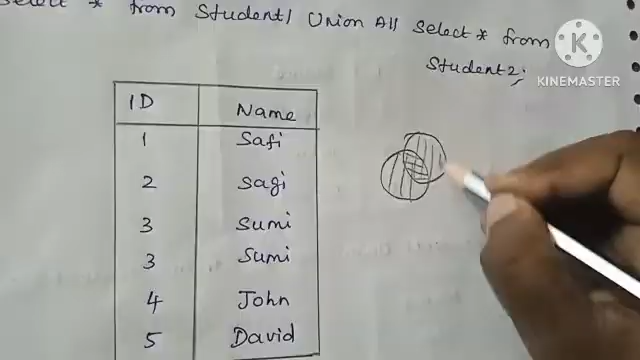 Select * from Student1 Union All Select * from
Student2;
ID Name
1 Safi
2 Sagi
3 Sumi
3 Sumi
4 John
5 David
K
KINEMASTER